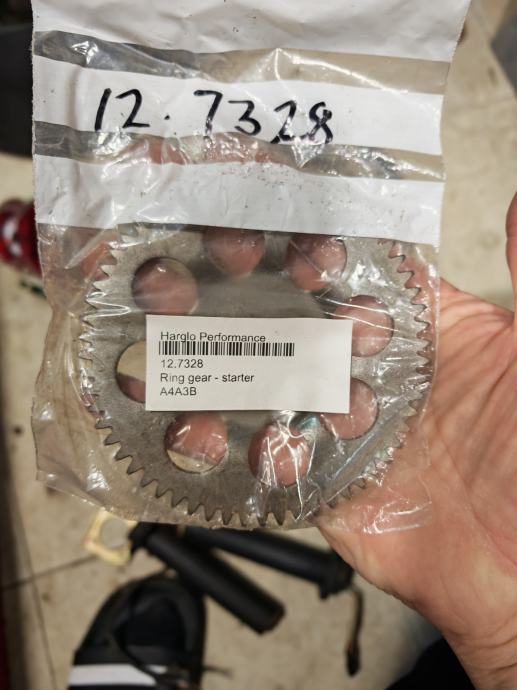 12.7328
Harglo Performance
12.7328
Ring gear - starter
A4A3B